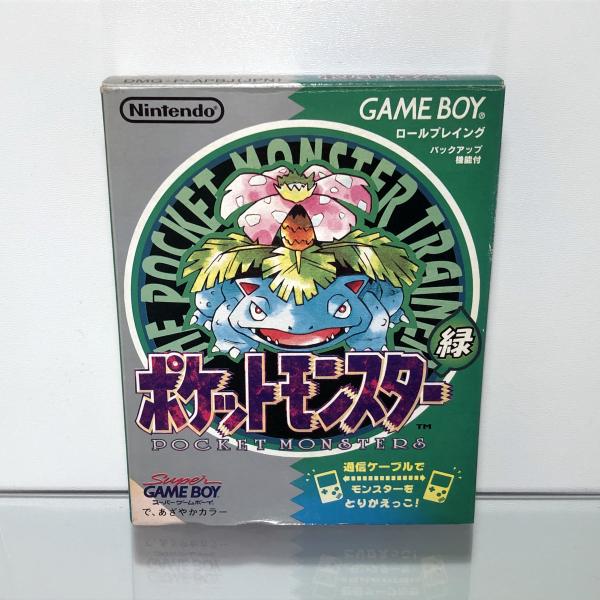 DMG-P-APBJ(JPN)
Nintendo
GAME BOY
ロールプレイング
バックアップ
機能付
THE POCKET MONSTER TRAINER
緑
ポケットモンスター
TM
POCKET MONSTERS
通信ケーブルで
モンスターを
とりかえっこ!
Super
GAME BOY
スーパーゲームボーイ
で、あざやかカラー